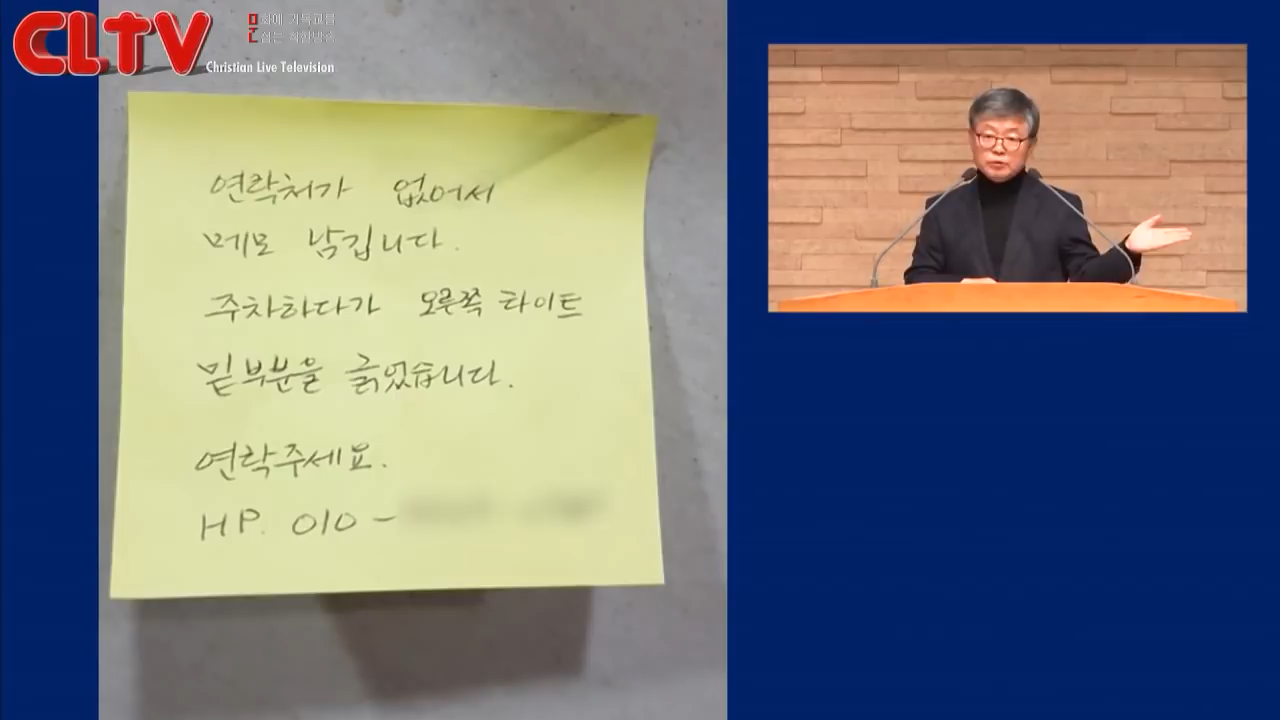 CLTV
Christian Live Television
연락처가 없어서
메모 남깁니다.
주차하다가 오른쪽 라이트
밑부분을 긁었습니다.
연락주세요.
HP. 010 -